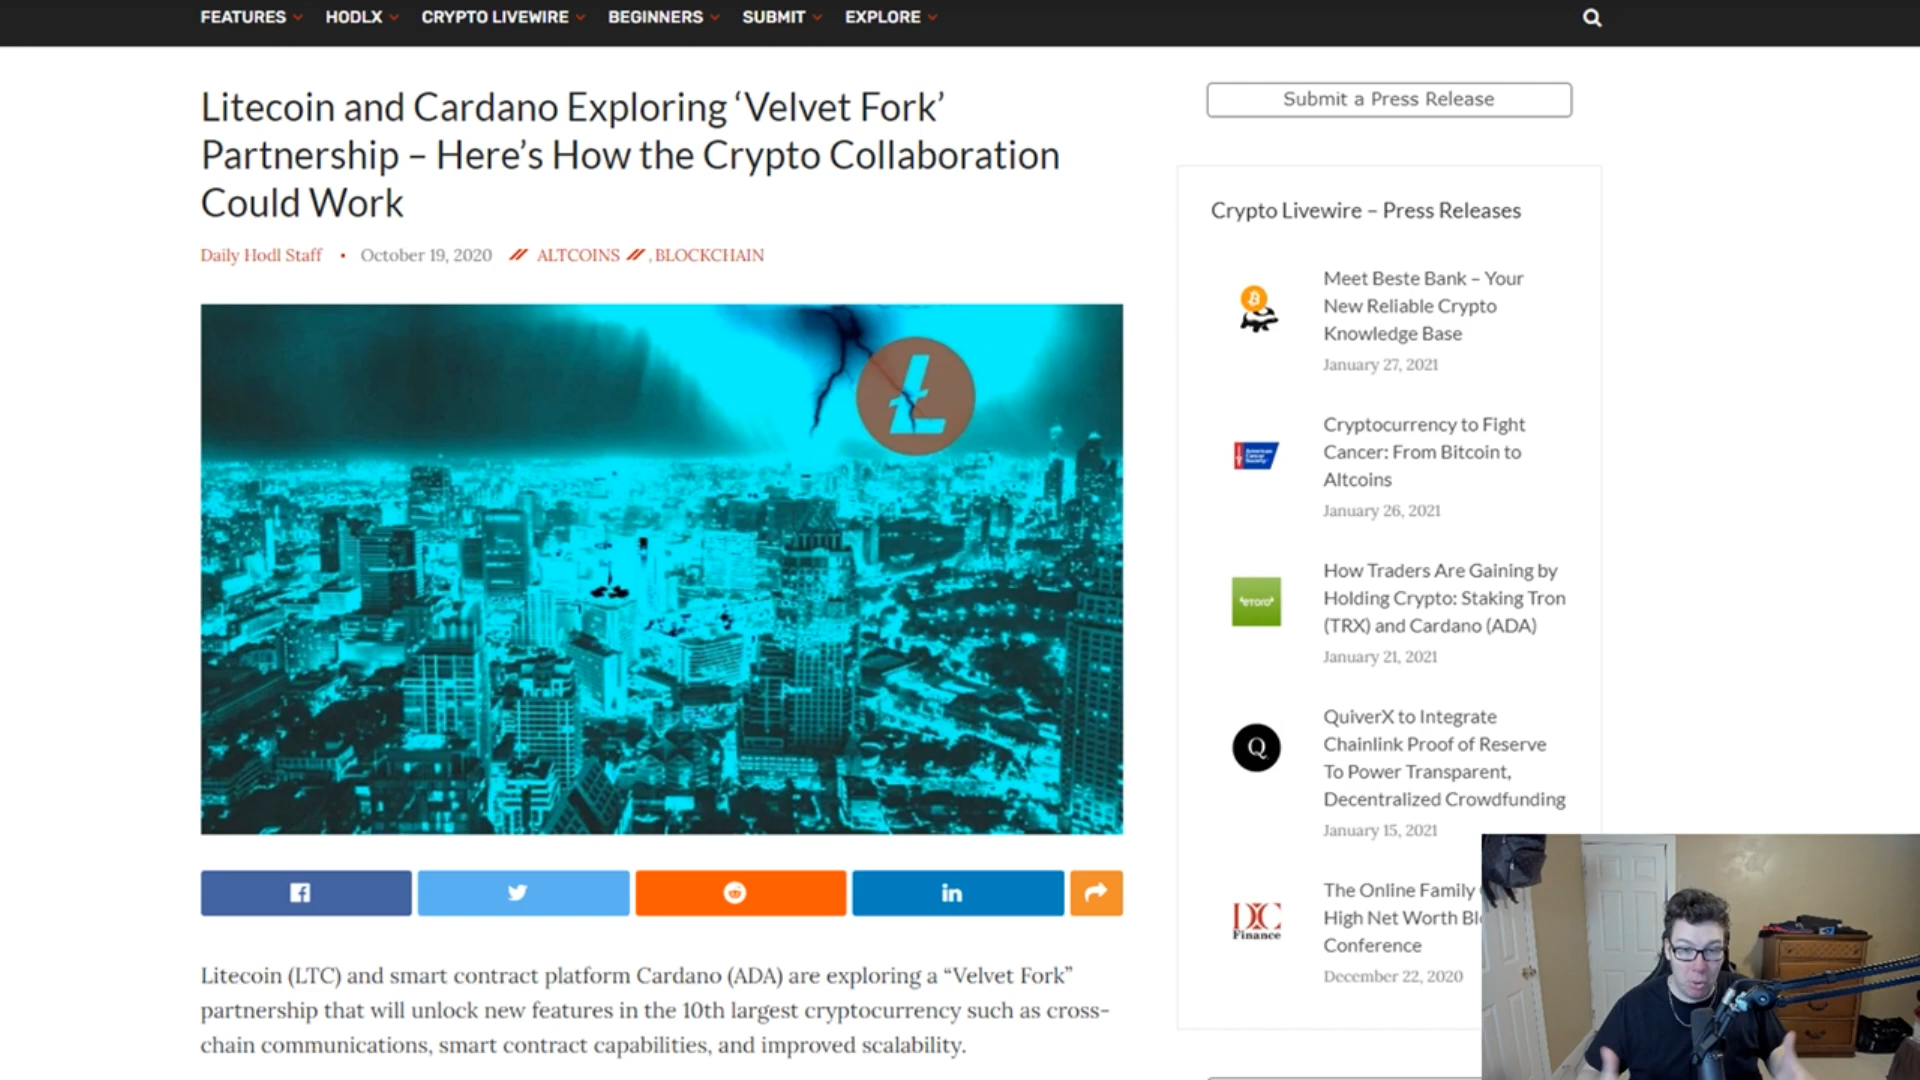 FEATURES HODLX CRYPTO LIVEWIRE BEGINNERS SUBMIT EXPLORE
Litecoin and Cardano Exploring ‘Velvet Fork’
Partnership – Here’s How the Crypto Collaboration
Could Work
Daily Hodl Staff • October 19, 2020 // ALTCOINS // , BLOCKCHAIN
Litecoin (LTC) and smart contract platform Cardano (ADA) are exploring a “Velvet Fork”
partnership that will unlock new features in the 10th largest cryptocurrency such as cross-
chain communications, smart contract capabilities, and improved scalability.
Submit a Press Release
Crypto Livewire – Press Releases
Meet Beste Bank – Your
New Reliable Crypto
Knowledge Base
January 27, 2021
American
Cancer
Society
Cryptocurrency to Fight
Cancer: From Bitcoin to
Altcoins
January 26, 2021
eToro
How Traders Are Gaining by
Holding Crypto: Staking Tron
(TRX) and Cardano (ADA)
January 21, 2021
Q
QuiverX to Integrate
Chainlink Proof of Reserve
To Power Transparent,
Decentralized Crowdfunding
January 15, 2021
DC
Finance
The Online Family
High Net Worth
Conference
December 22, 2020